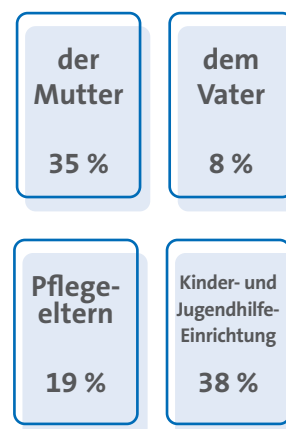 der
Mutter
35 %
dem
Vater
8 %
Pflege-
eltern
19 %
Kinder- und
Jugendhilfe-
Einrichtung
38 %